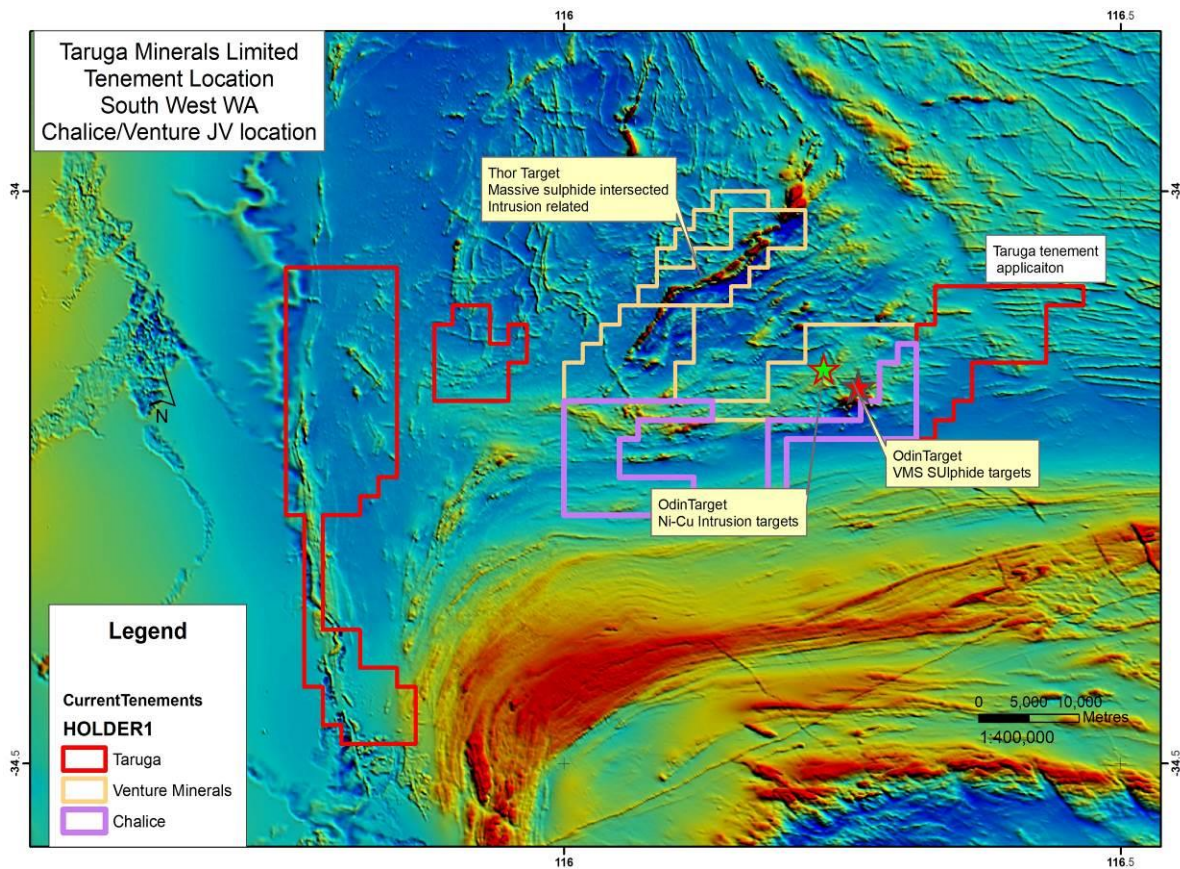 116
116.5
Taruga Minerals Limited
Tenement Location
South West WA
Chalice/Venture JV location
Thor Target
Massive sulphide intersected
Intrusion related
-34
-34
Taruga tenement
applicaiton
N
OdinTarget
VMS SUlphide targets
OdinTarget
Ni-Cu Intrusion targets
Legend
CurrentTenements
HOLDER1
Taruga
Venture Minerals
Chalice
0 5,000 10,000
Metres
1:400,000
-34.5
-34.5
116
116.5